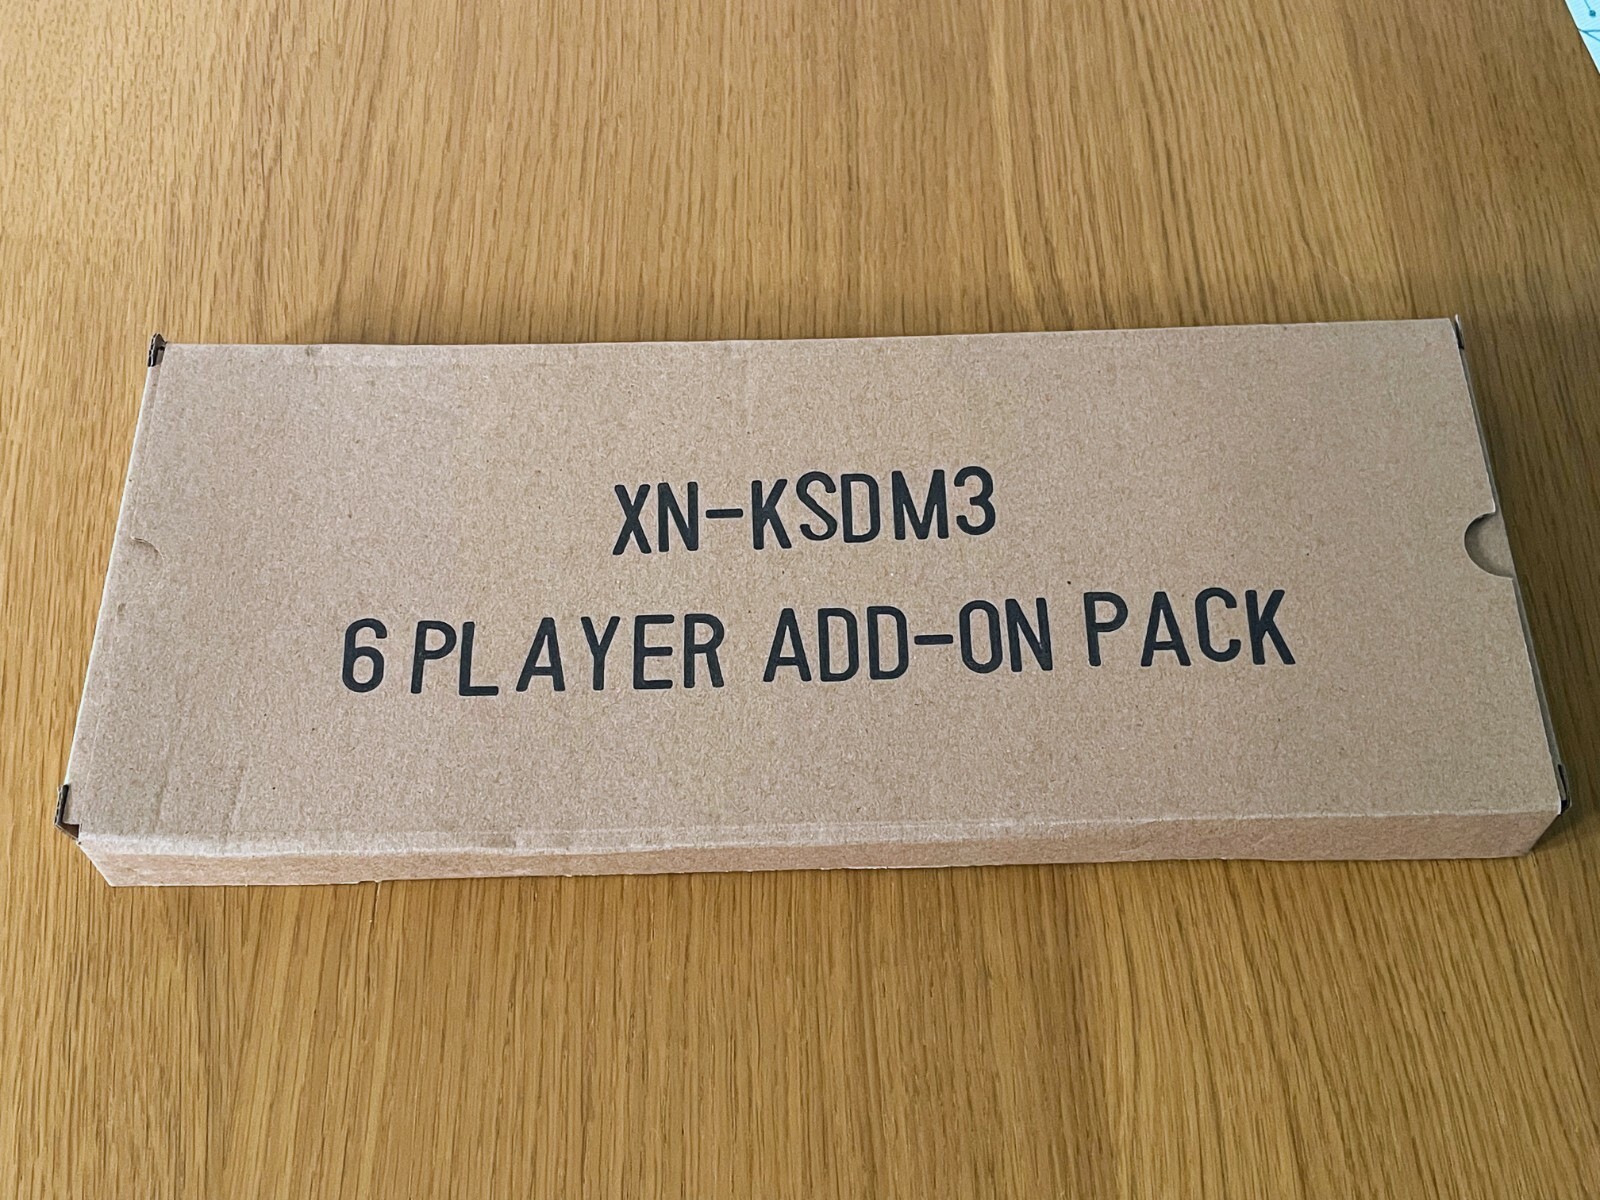 XN-KSDM3
6 PLAYER ADD-ON PACK